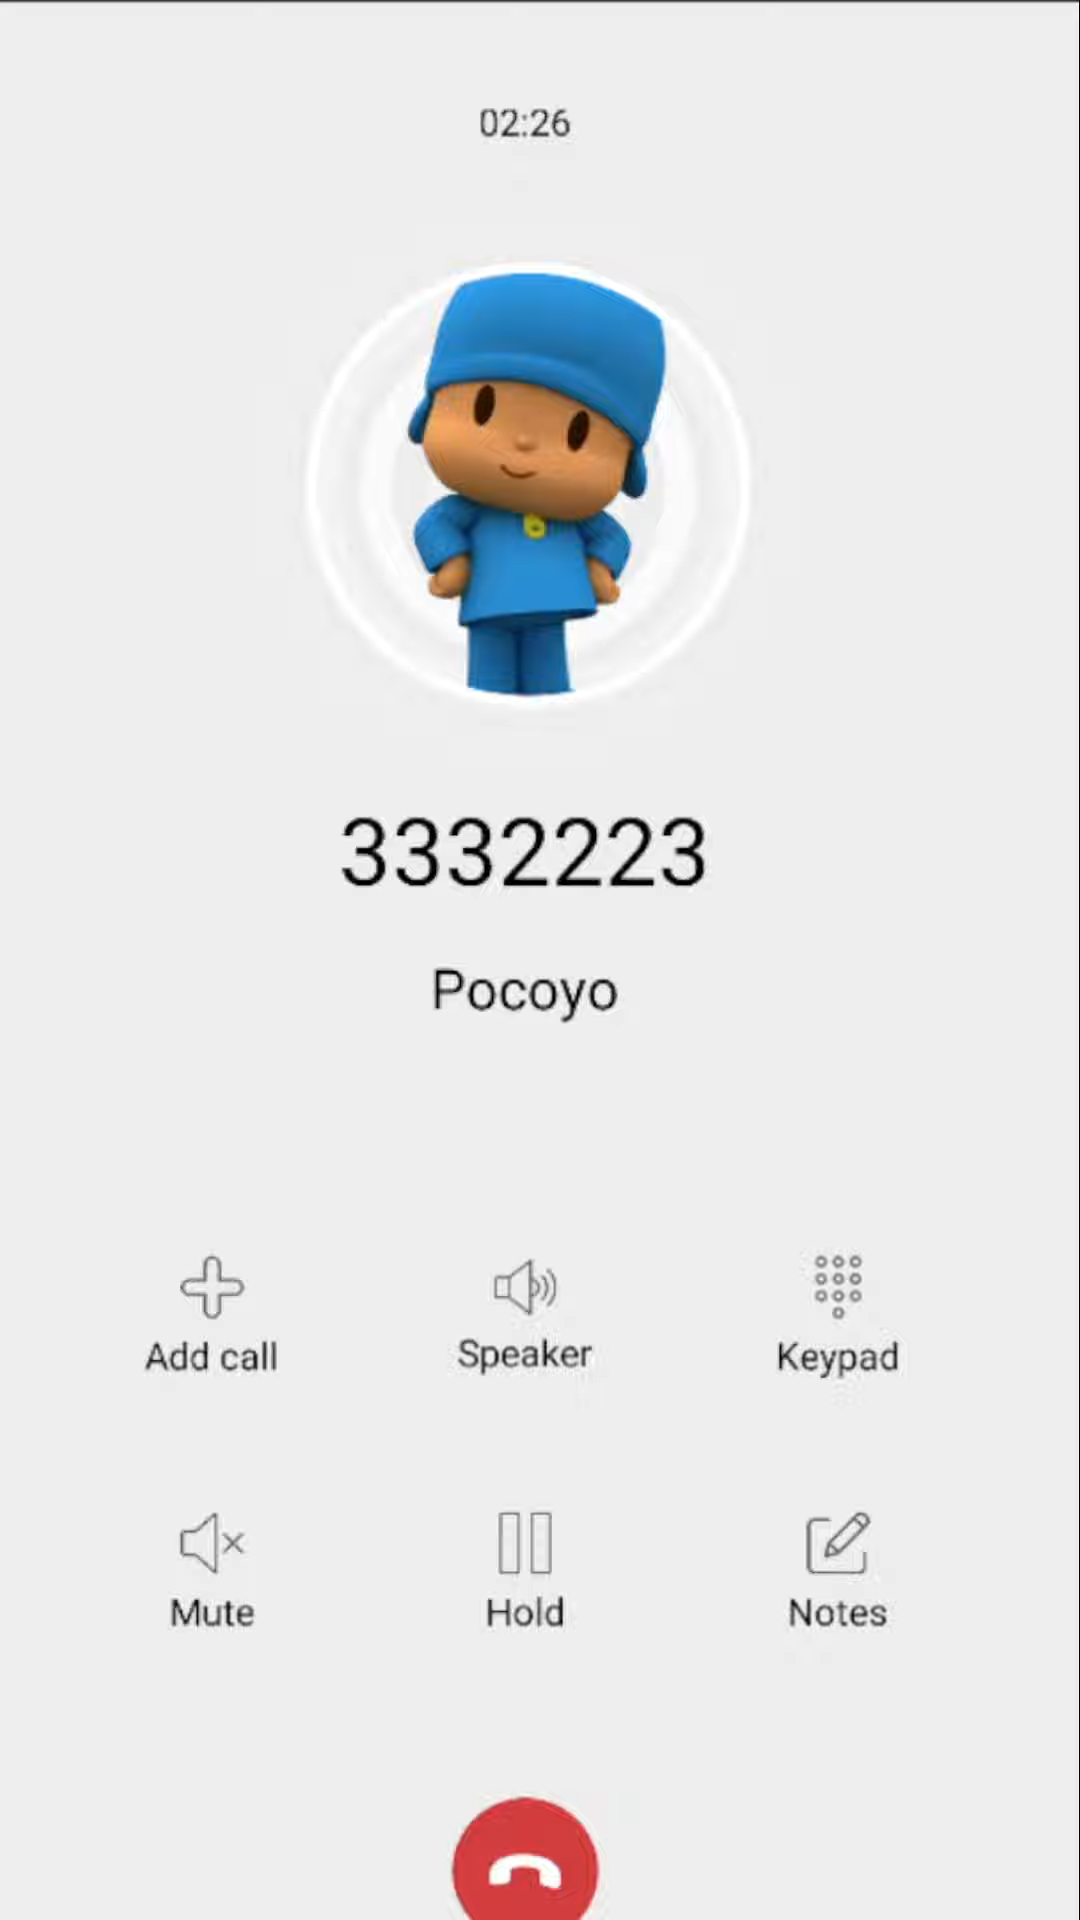 02:26
3332223
Pocoyo
Add call
Speaker
Keypad
Mute
Hold
Notes